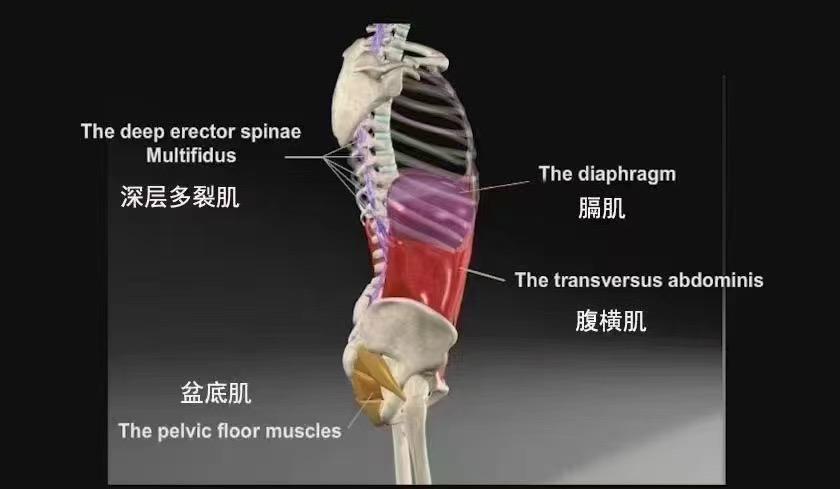 The deep erector spinae
Multifidus
深层多裂肌
The diaphragm
膈肌
The transversus abdominis
腹横肌
盆底肌
The pelvic floor muscles